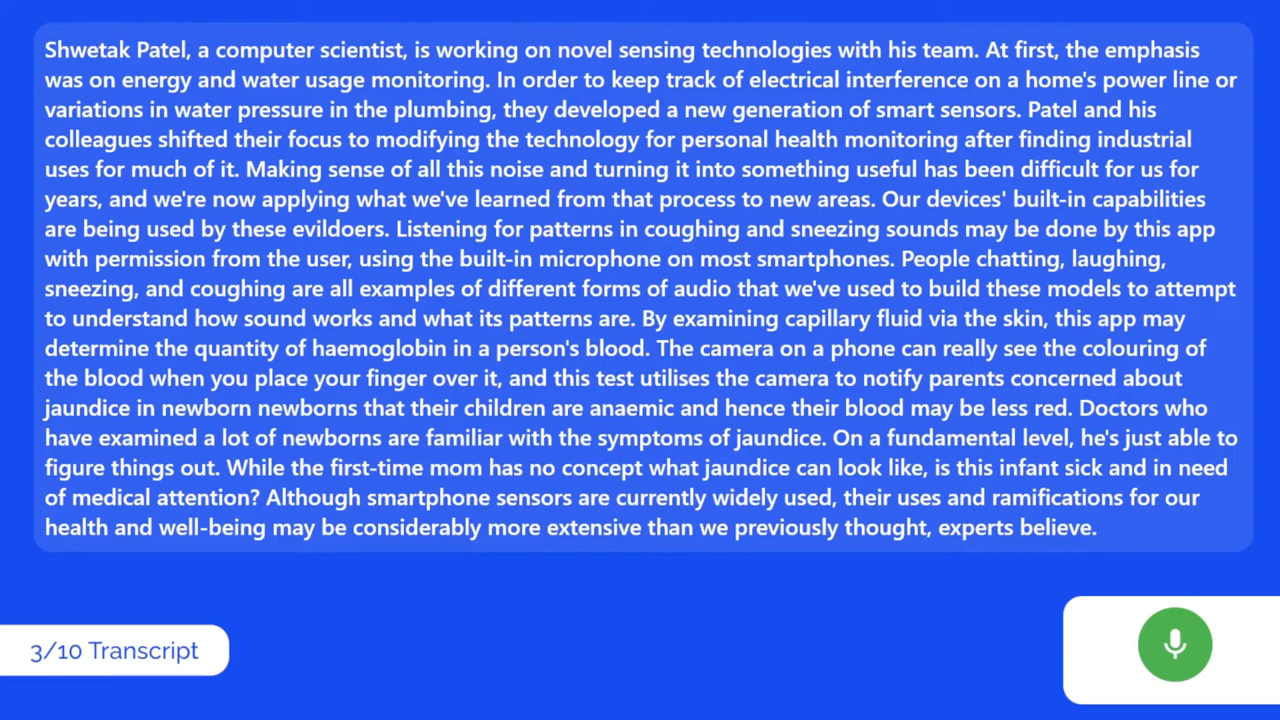 Shwetak Patel, a computer scientist, is working on novel sensing technologies with his team. At first, the emphasis
was on energy and water usage monitoring. In order to keep track of electrical interference on a home's power line or
variations in water pressure in the plumbing, they developed a new generation of smart sensors. Patel and his
colleagues shifted their focus to modifying the technology for personal health monitoring after finding industrial
uses for much of it. Making sense of all this noise and turning it into something useful has been difficult for us for
years, and we're now applying what we've learned from that process to new areas. Our devices' built-in capabilities
are being used by these evildoers. Listening for patterns in coughing and sneezing sounds may be done by this app
with permission from the user, using the built-in microphone on most smartphones. People chatting, laughing,
sneezing, and coughing are all examples of different forms of audio that we've used to build these models to attempt
to understand how sound works and what its patterns are. By examining capillary fluid via the skin, this app may
determine the quantity of haemoglobin in a person's blood. The camera on a phone can really see the colouring of
the blood when you place your finger over it, and this test utilises the camera to notify parents concerned about
jaundice in newborn newborns that their children are anaemic and hence their blood may be less red. Doctors who
have examined a lot of newborns are familiar with the symptoms of jaundice. On a fundamental level, he's just able to
figure things out. While the first-time mom has no concept what jaundice can look like, is this infant sick and in need
of medical attention? Although smartphone sensors are currently widely used, their uses and ramifications for our
health and well-being may be considerably more extensive than we previously thought, experts believe.
3/10 Transcript